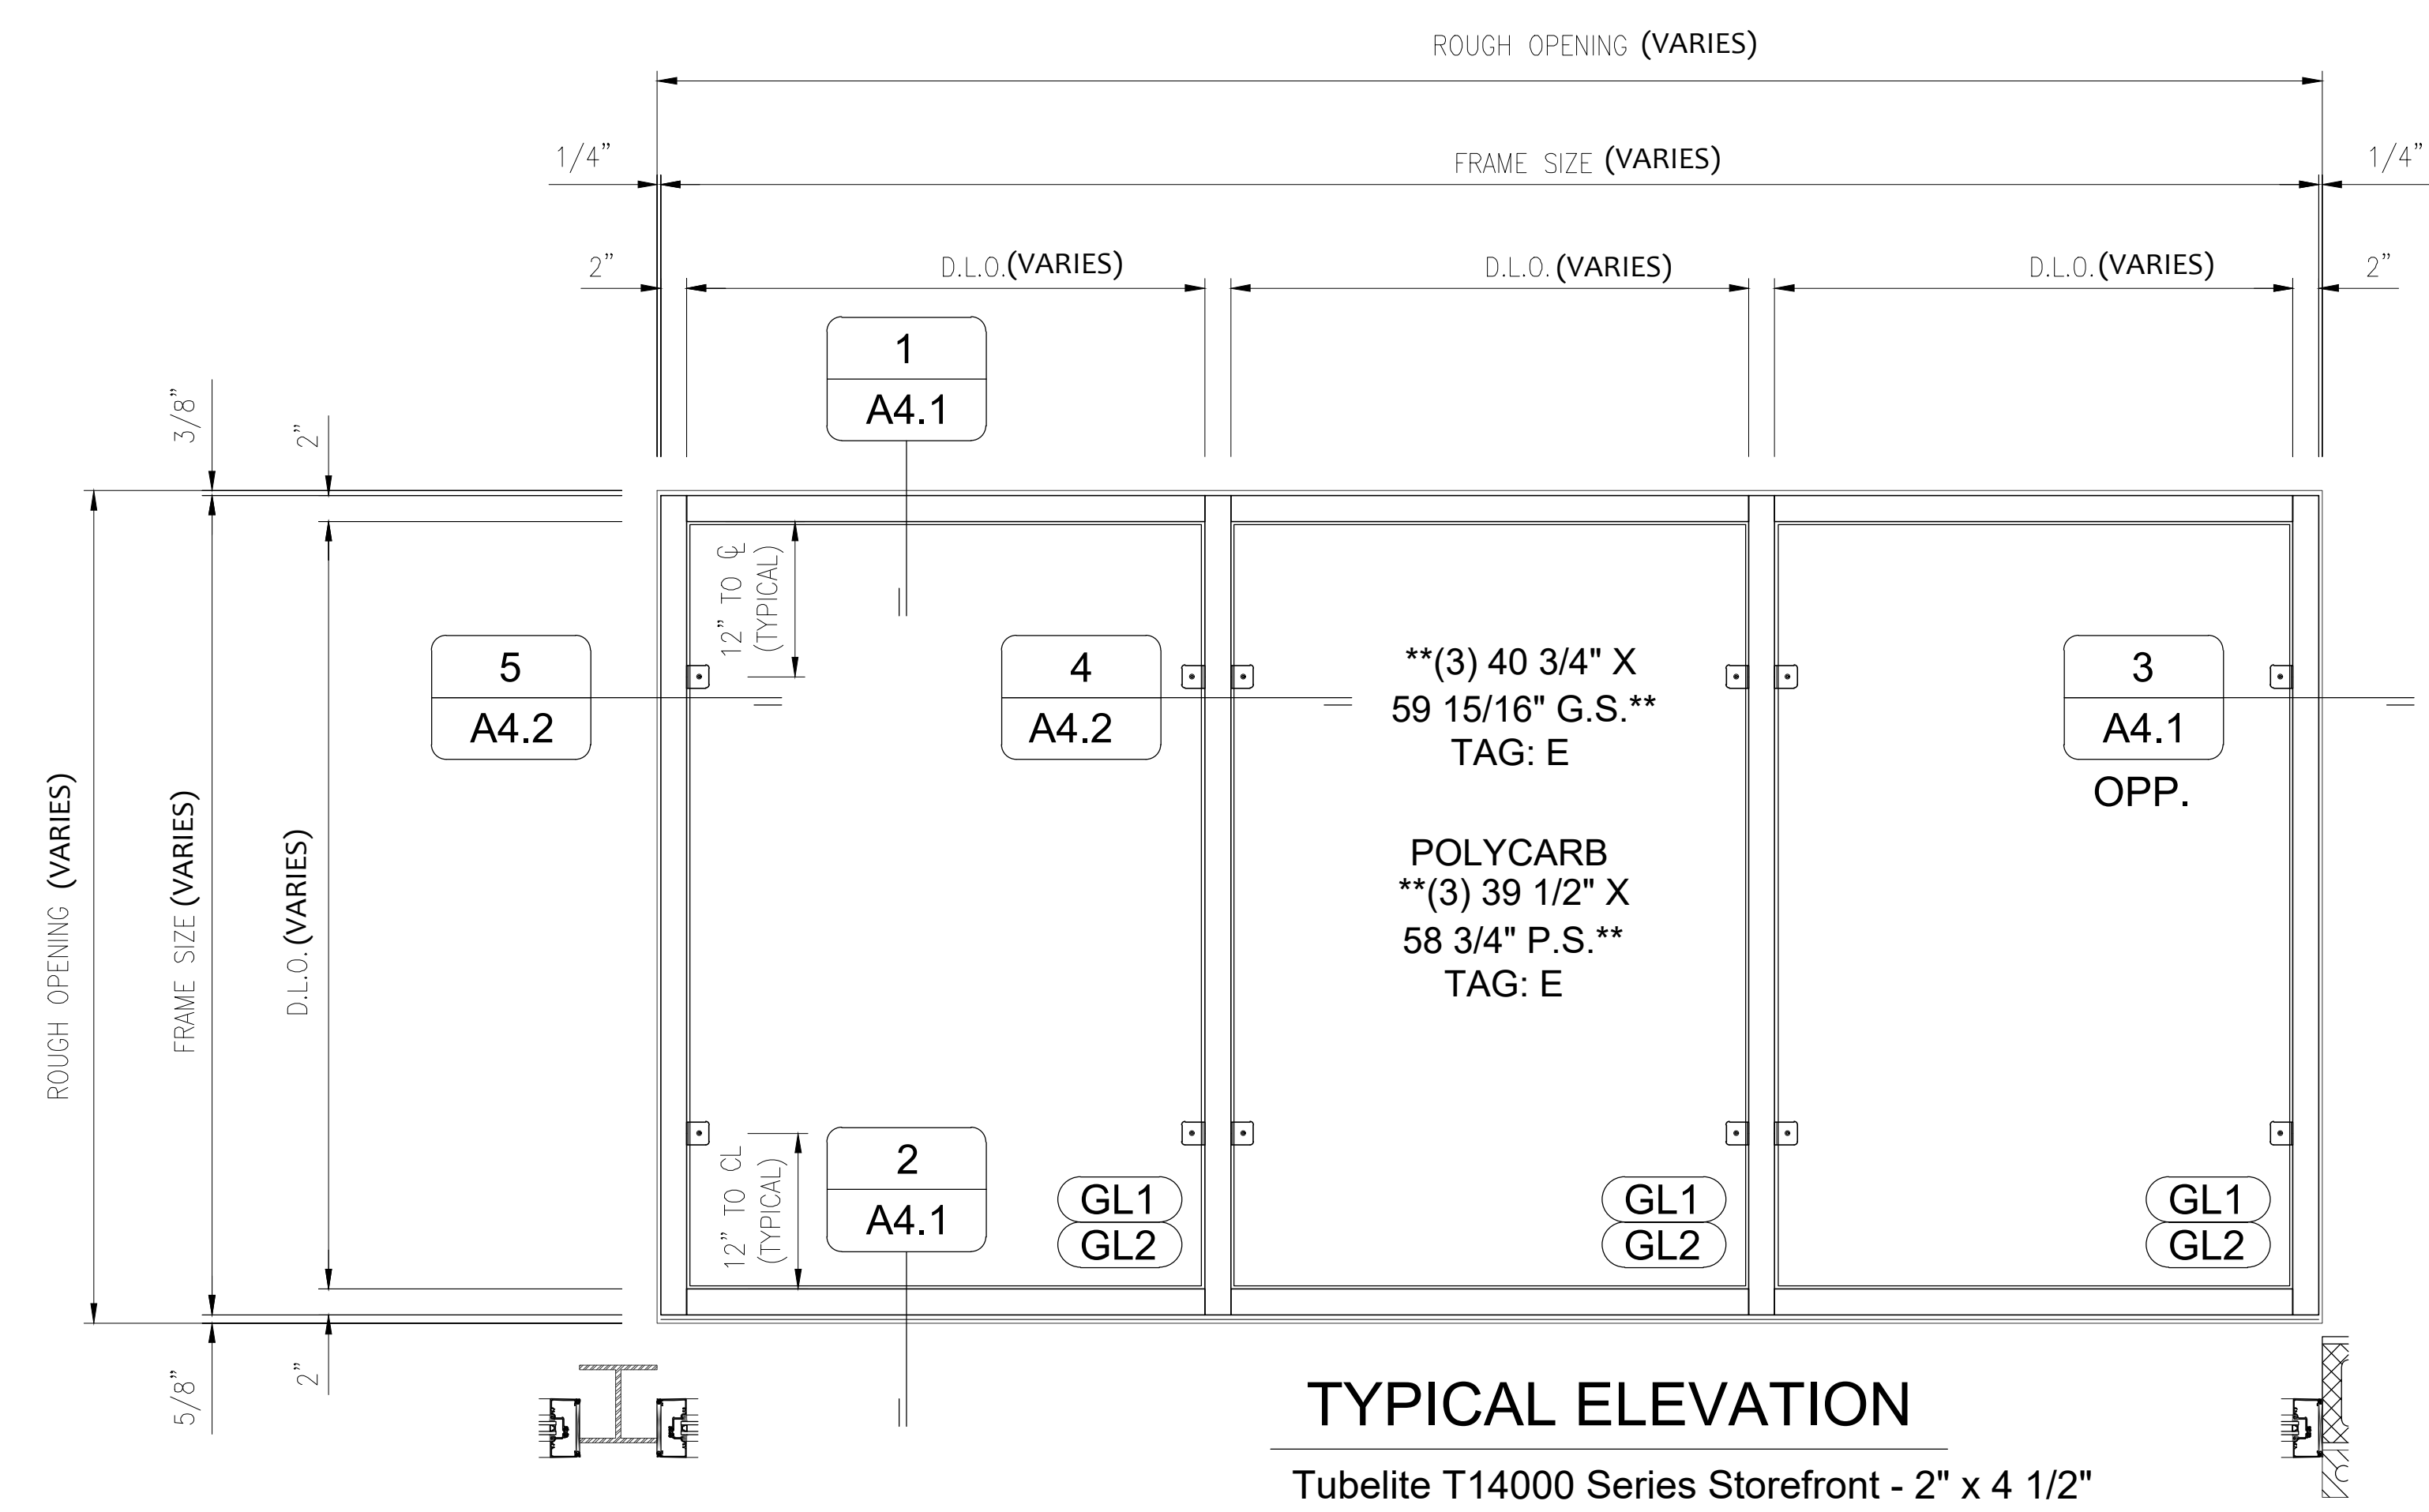 ROUGH OPENING (VARIES)
1/4"
FRAME SIZE (VARIES)
1/4"
2"
D.L.O. (VARIES)
D.L.O. (VARIES)
D.L.O. (VARIES)
2"
1
A4.1
3/8"
2"
12" TO ℄
(TYPICAL)
5
A4.2
4
A4.2
**(3) 40 3/4" X
59 15/16" G.S.**
TAG: E
3
A4.1
OPP.
POLYCARB
**(3) 39 1/2" X
58 3/4" P.S.**
TAG: E
ROUGH OPENING (VARIES)
FRAME SIZE (VARIES)
D.L.O. (VARIES)
12" TO CL
(TYPICAL)
2
A4.1
GL1
GL2
GL1
GL2
GL1
GL2
5/8"
2"
TYPICAL ELEVATION
Tubelite T14000 Series Storefront - 2" x 4 1/2"